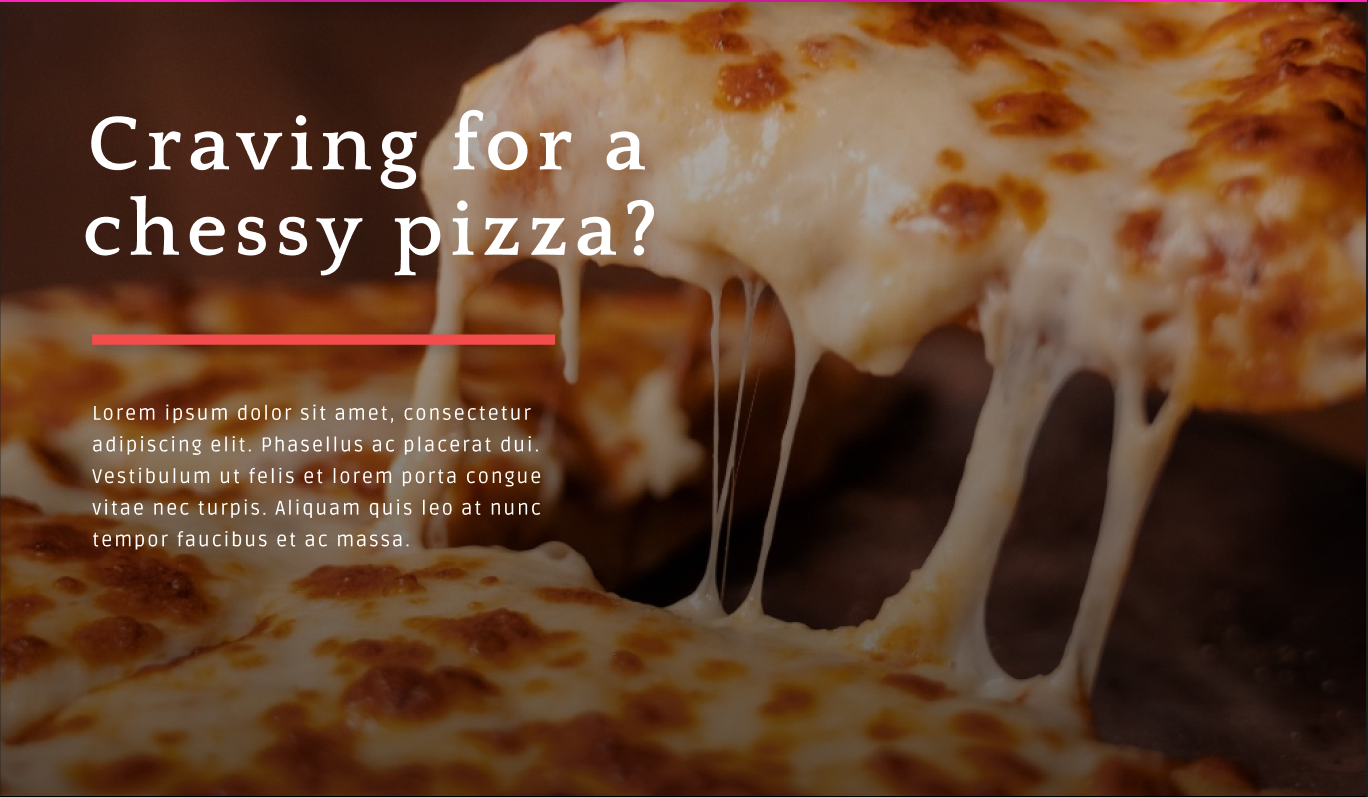 Craving for a
chessy pizza?
Lorem ipsum dolor sit amet, consectetur
adipiscing elit. Phasellus ac placerat dui.
Vestibulum ut felis et lorem porta congue
vitae nec turpis. Aliquam quis leo at nunc
tempor faucibus et ac massa.